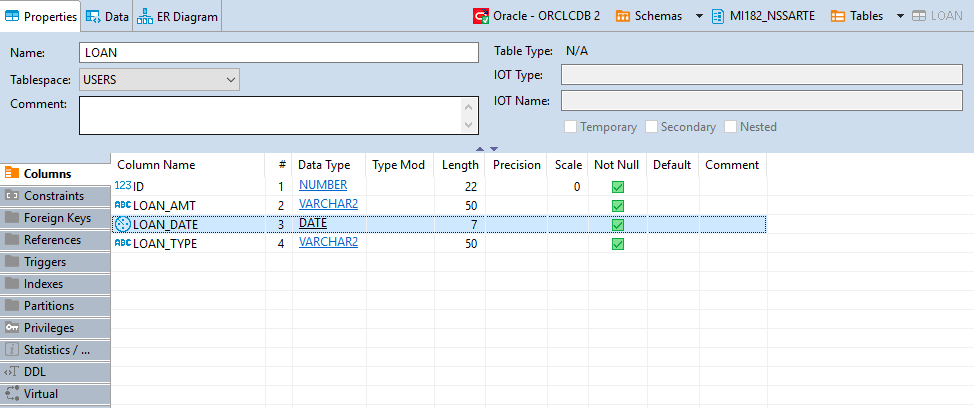 Properties Data ER Diagram Oracle - ORCLCDB 2 Schemas MI182_NSSARTE Tables LOAN
Name: LOAN
Tablespace: USERS
Comment:
Table Type: N/A
IOT Type:
IOT Name:
Temporary Secondary Nested
Columns
Constraints
Foreign Keys
References
Triggers
Indexes
Partitions
Privileges
Statistics / ...
DDL
Virtual
Column Name # Data Type Type Mod Length Precision Scale Not Null Default Comment
123 ID 1 NUMBER 22 0
ABC LOAN_AMT 2 VARCHAR2 50
LOAN_DATE 3 DATE 7
ABC LOAN_TYPE 4 VARCHAR2 50